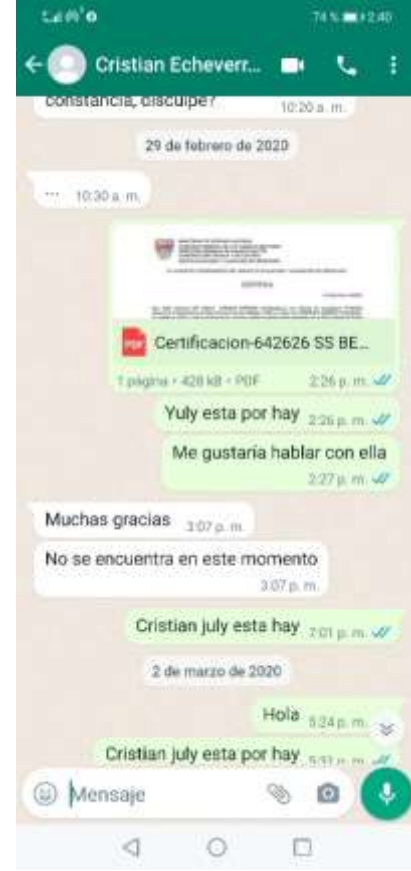 74 % 2:40
Cristian Echeverr...
constancia, disculpe? 10:20 a. m.
29 de febrero de 2020
... 10:30 a. m.
PDF Certificacion-642626 SS BE...
1 página • 428 kB • PDF 2:26 p. m.
Yuly esta por hay 2:26 p. m.
Me gustaría hablar con ella
2:27 p. m.
Muchas gracias 3:07 p. m.
No se encuentra en este momento
3:07 p. m.
Cristian july esta hay 7:01 p. m.
2 de marzo de 2020
Hola 5:24 p. m.
Cristian july esta por hay
Mensaje